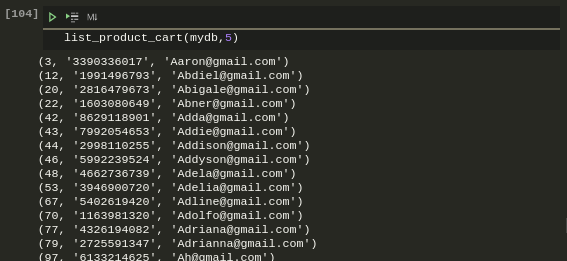 [104]
M↓
list_product_cart(mydb,5)
(3, '3390336017', 'Aaron@gmail.com')
(12, '1991496793', 'Abdiel@gmail.com')
(20, '2816479673', 'Abigale@gmail.com')
(22, '1603080649', 'Abner@gmail.com')
(42, '8629118901', 'Adda@gmail.com')
(43, '7992054653', 'Addie@gmail.com')
(44, '2998110255', 'Addison@gmail.com')
(46, '5992239524', 'Addyson@gmail.com')
(48, '4662736739', 'Adela@gmail.com')
(53, '3946900720', 'Adelia@gmail.com')
(67, '5402619420', 'Adline@gmail.com')
(70, '1163981320', 'Adolfo@gmail.com')
(77, '4326194082', 'Adriana@gmail.com')
(79, '2725591347', 'Adrianna@gmail.com')
(97, '6133214625', 'Ah@gmail.com')